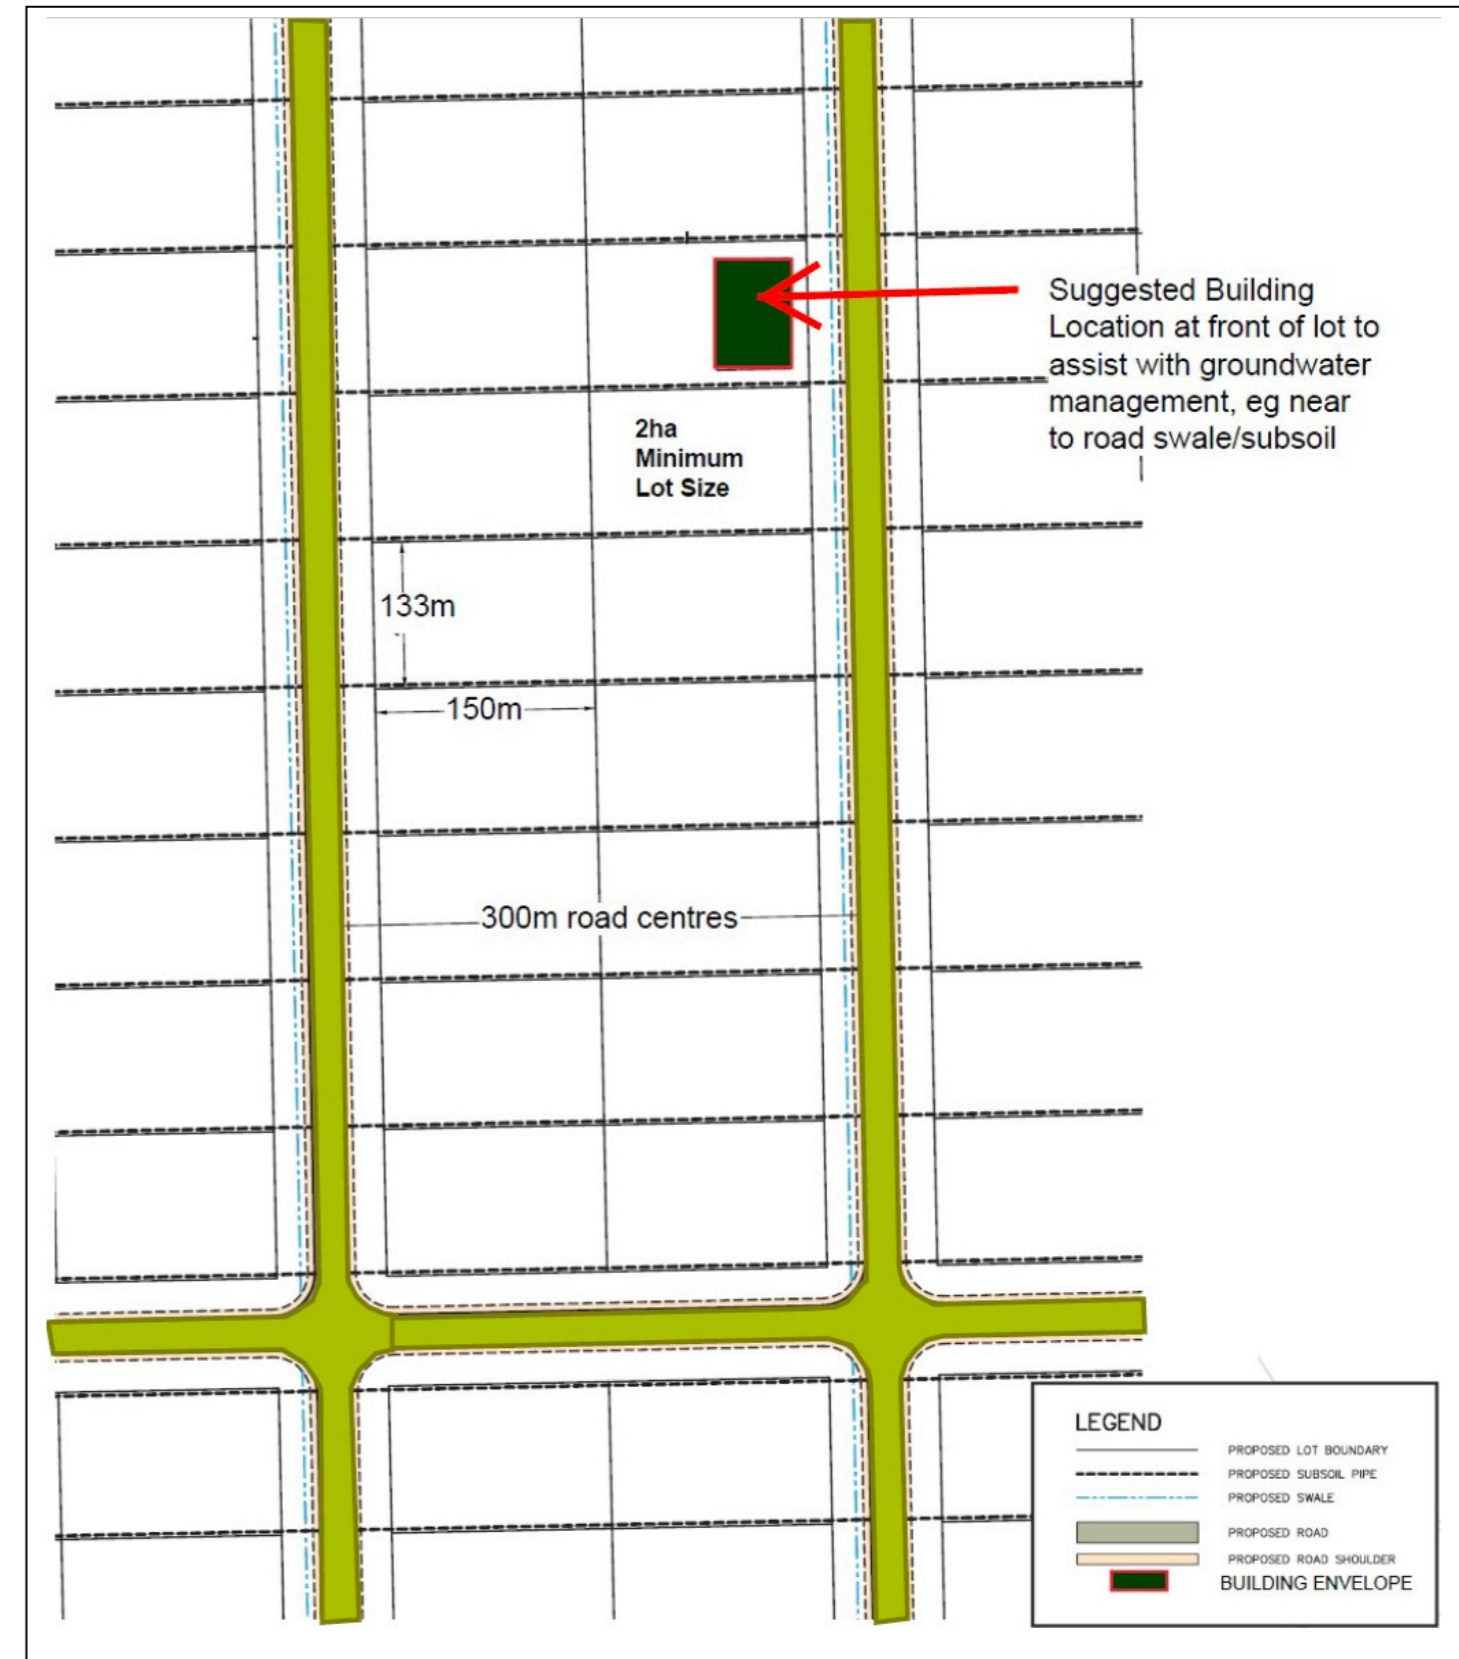 Suggested Building
Location at front of lot to
assist with groundwater
management, eg near
to road swale/subsoil
2ha
Minimum
Lot Size
133m
150m
300m road centres
LEGEND
PROPOSED LOT BOUNDARY
PROPOSED SUBSOIL PIPE
PROPOSED SWALE
PROPOSED ROAD
PROPOSED ROAD SHOULDER
BUILDING ENVELOPE